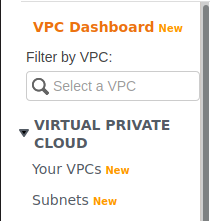 VPC Dashboard New
Filter by VPC:
Select a VPC
VIRTUAL PRIVATE
CLOUD
Your VPCs New
Subnets New